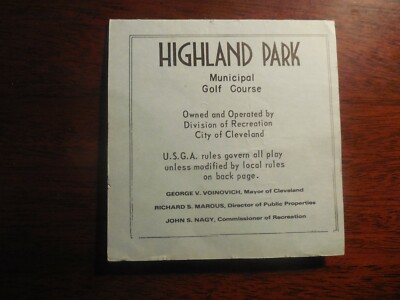 HIGHLAND PARK
Municipal
Golf Course
Owned and Operated by
Division of Recreation
City of Cleveland
U.S.G.A. rules govern all play
unless modified by local rules
on back page.
GEORGE V. VOINOVICH, Mayor of Cleveland
RICHARD S. MAROUS, Director of Public Properties
JOHN S. NAGY, Commissioner of Recreation